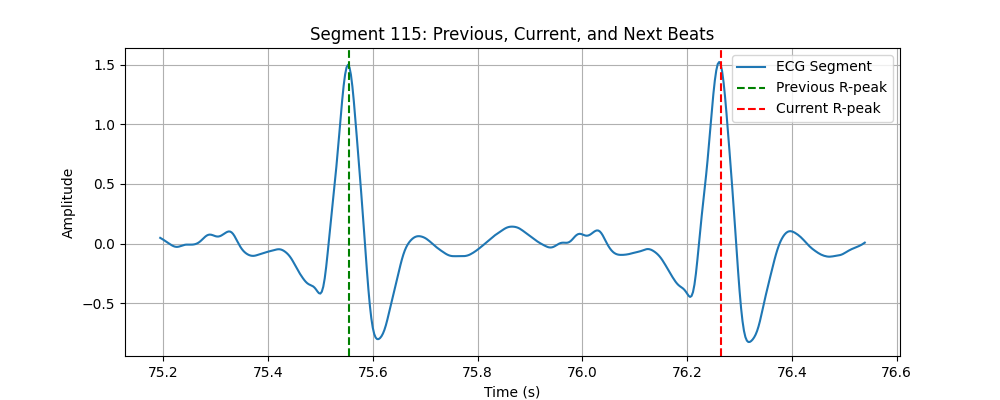 Segment 115: Previous, Current, and Next Beats
ECG Segment
Previous R-peak
Current R-peak
Amplitude
1.5
1.0
0.5
0.0
−0.5
75.2 75.4 75.6 75.8 76.0 76.2 76.4 76.6
Time (s)